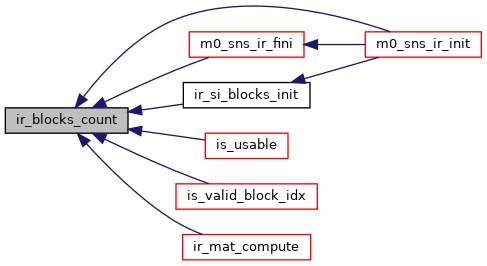 m0_sns_ir_fini
m0_sns_ir_init
ir_si_blocks_init
ir_blocks_count
is_usable
is_valid_block_idx
ir_mat_compute